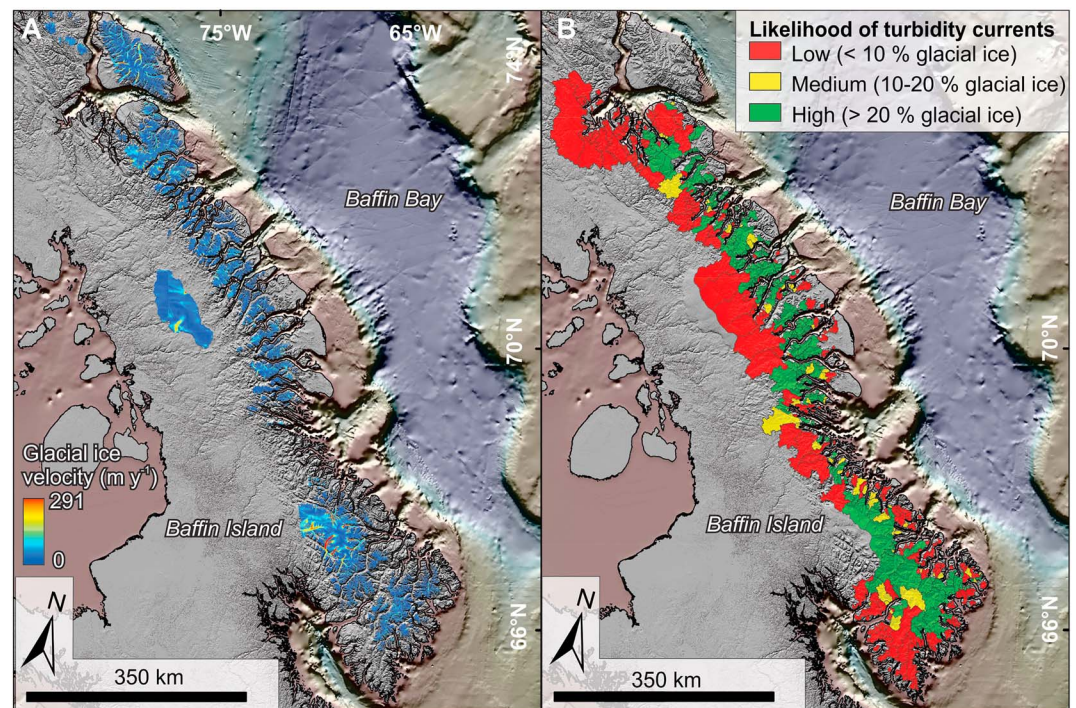 A
75°W
65°W
74°N
Baffin Bay
70°N
Glacial ice
velocity (m y⁻¹)
291
0
Baffin Island
N
66°N
350 km
B
Likelihood of turbidity currents
Low (< 10 % glacial ice)
Medium (10-20 % glacial ice)
High (> 20 % glacial ice)
Baffin Bay
70°N
Baffin Island
N
66°N
350 km